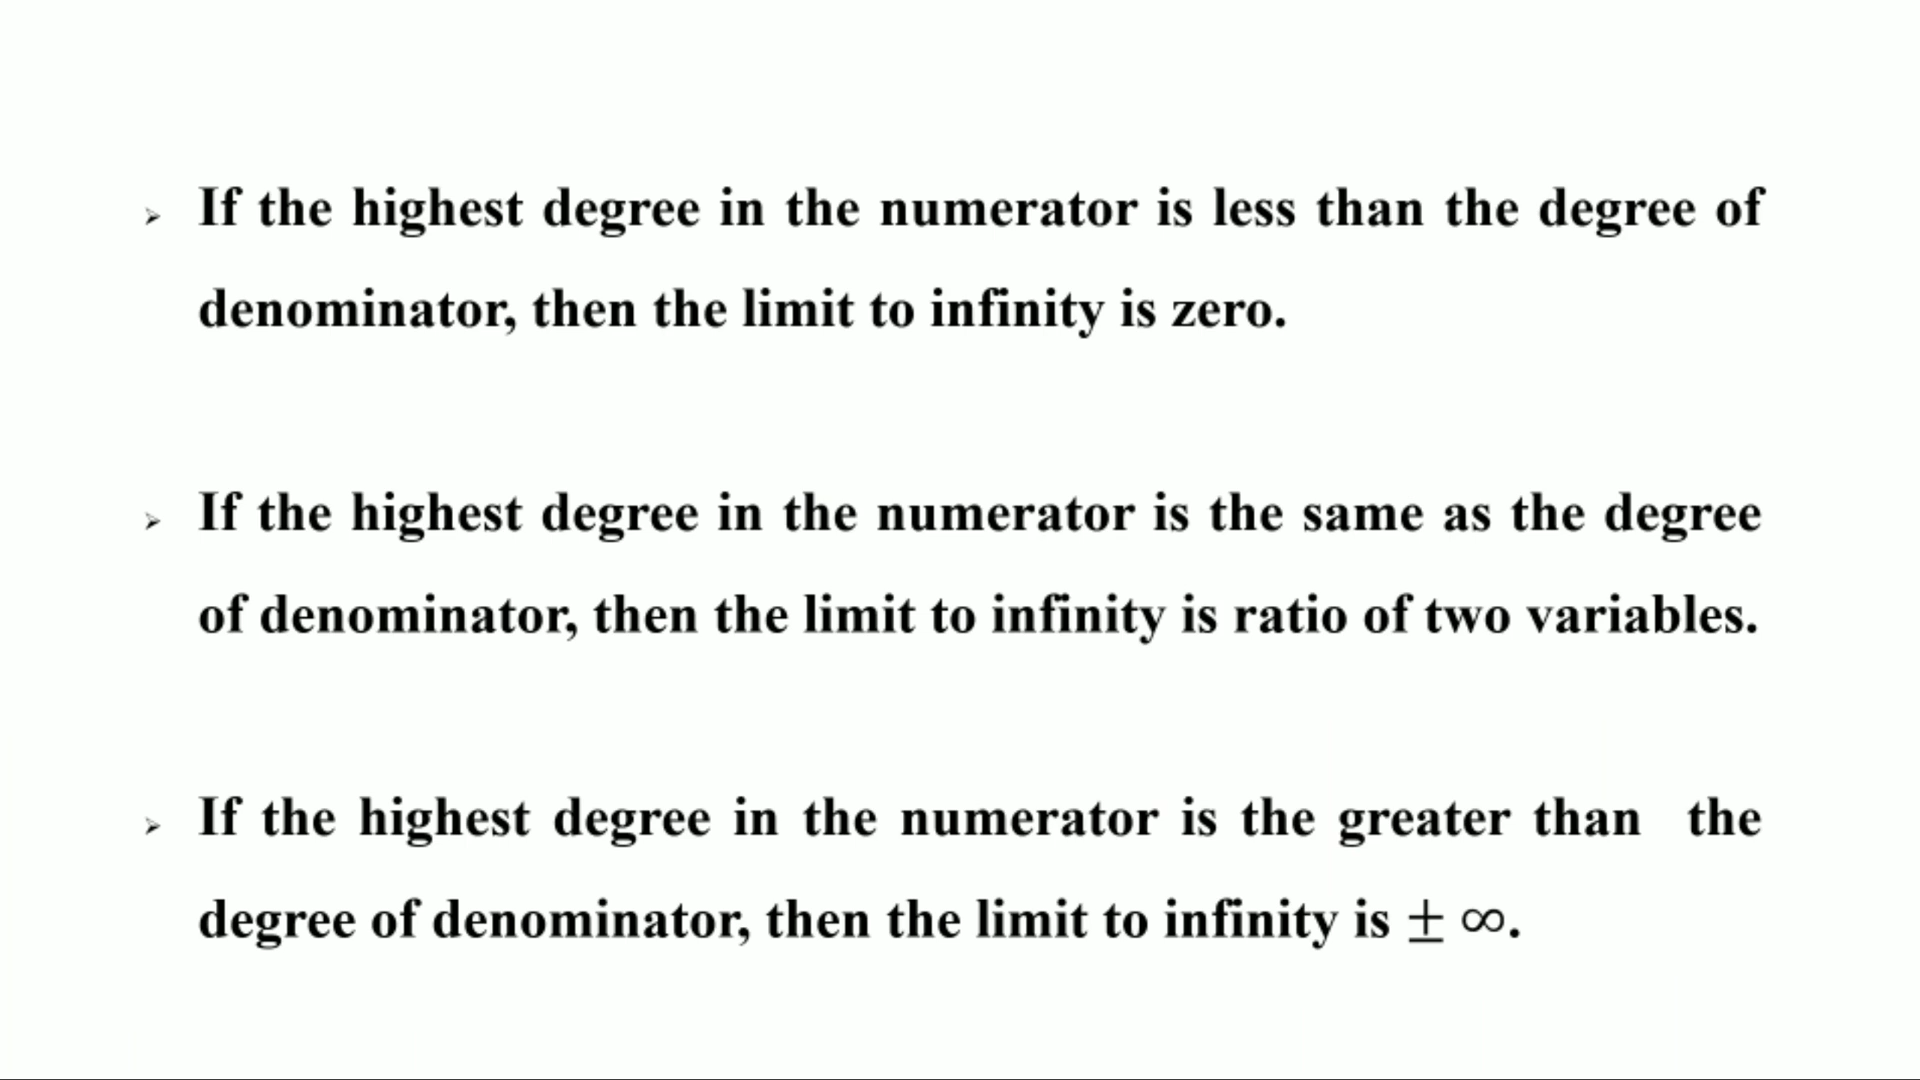 ➢ If the highest degree in the numerator is less than the degree of
denominator, then the limit to infinity is zero.
➢ If the highest degree in the numerator is the same as the degree
of denominator, then the limit to infinity is ratio of two variables.
➢ If the highest degree in the numerator is the greater than the
degree of denominator, then the limit to infinity is ± ∞.